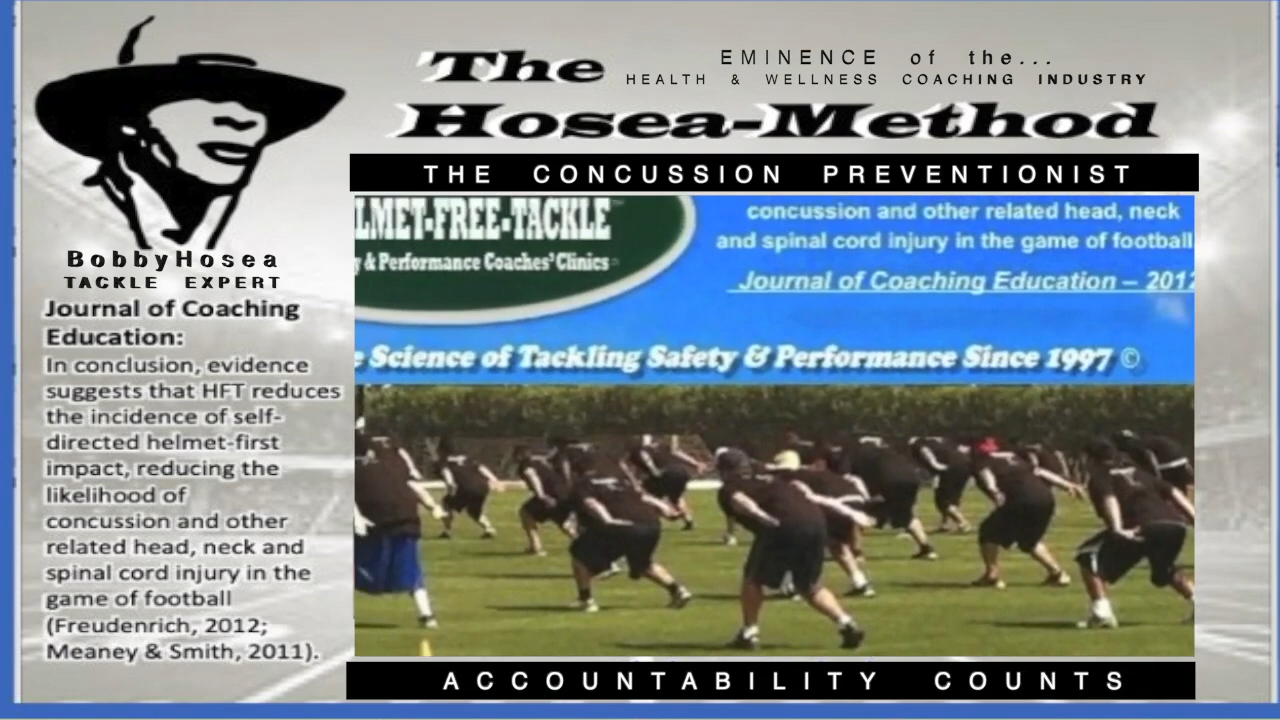 The
EMINENCE of the...
HEALTH & WELLNESS COACHING INDUSTRY
Hosea-Method
THE CONCUSSION PREVENTIONIST
BobbyHosea
TACKLE EXPERT
Journal of Coaching
Education:
In conclusion, evidence
suggests that HFT reduces
the incidence of self-
directed helmet-first
impact, reducing the
likelihood of
concussion and other
related head, neck and
spinal cord injury in the
game of football
(Freudenrich, 2012;
Meaney & Smith, 2011).
LMET-FREE-TACKLE™
y & Performance Coaches' Clinics
concussion and other related head, neck
and spinal cord injury in the game of football
Journal of Coaching Education – 2012
e Science of Tackling Safety & Performance Since 1997 ©
ACCOUNTABILITY COUNTS